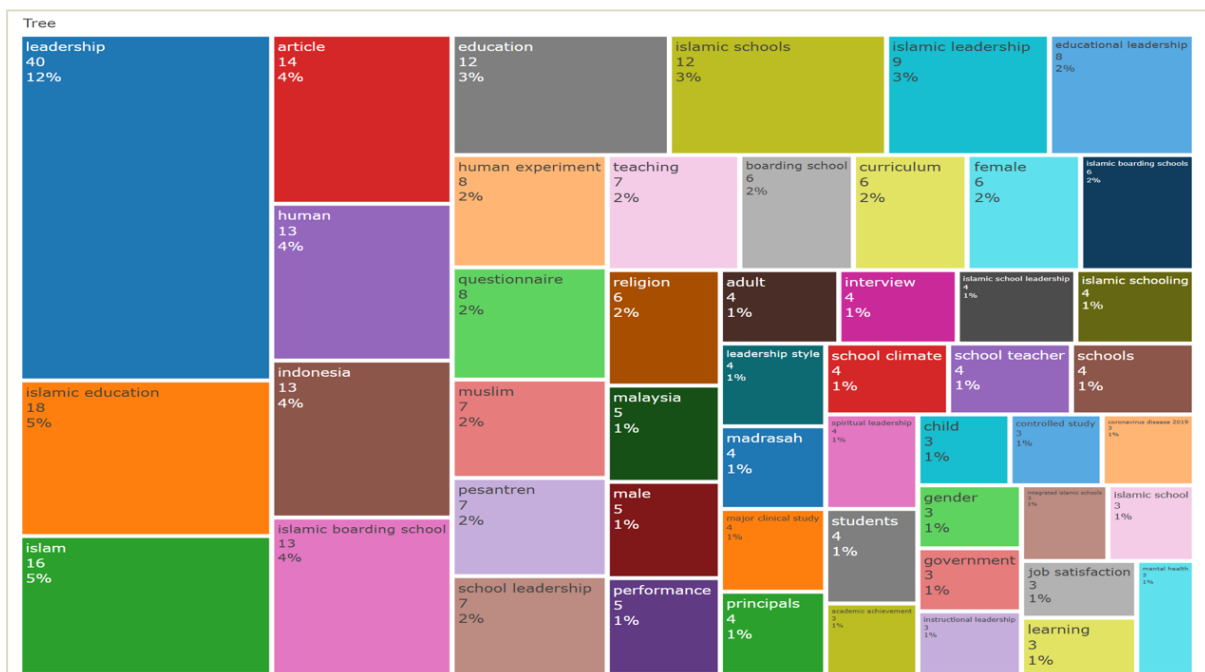 Tree
leadership
40
12%
islamic education
18
5%
islam
16
5%
article
14
4%
human
13
4%
indonesia
13
4%
islamic boarding school
13
4%
education
12
3%
islamic schools
12
3%
islamic leadership
9
3%
educational leadership
8
2%
human experiment
8
2%
questionnaire
8
2%
muslim
7
2%
pesantren
7
2%
school leadership
7
2%
teaching
7
2%
boarding school
6
2%
curriculum
6
2%
female
6
2%
islamic boarding schools
6
2%
religion
6
2%
malaysia
5
1%
male
5
1%
performance
5
1%
adult
4
1%
interview
4
1%
islamic school leadership
4
1%
islamic schooling
4
1%
leadership style
4
1%
madrasah
4
1%
major clinical study
4
1%
principals
4
1%
school climate
4
1%
school teacher
4
1%
schools
4
1%
spiritual leadership
4
1%
students
4
1%
academic achievement
3
1%
child
3
1%
controlled study
3
1%
coronavirus disease 2019
3
1%
gender
3
1%
government
3
1%
instructional leadership
3
1%
integrated islamic schools
3
1%
islamic school
3
1%
job satisfaction
3
1%
learning
3
1%
mental health
3
1%